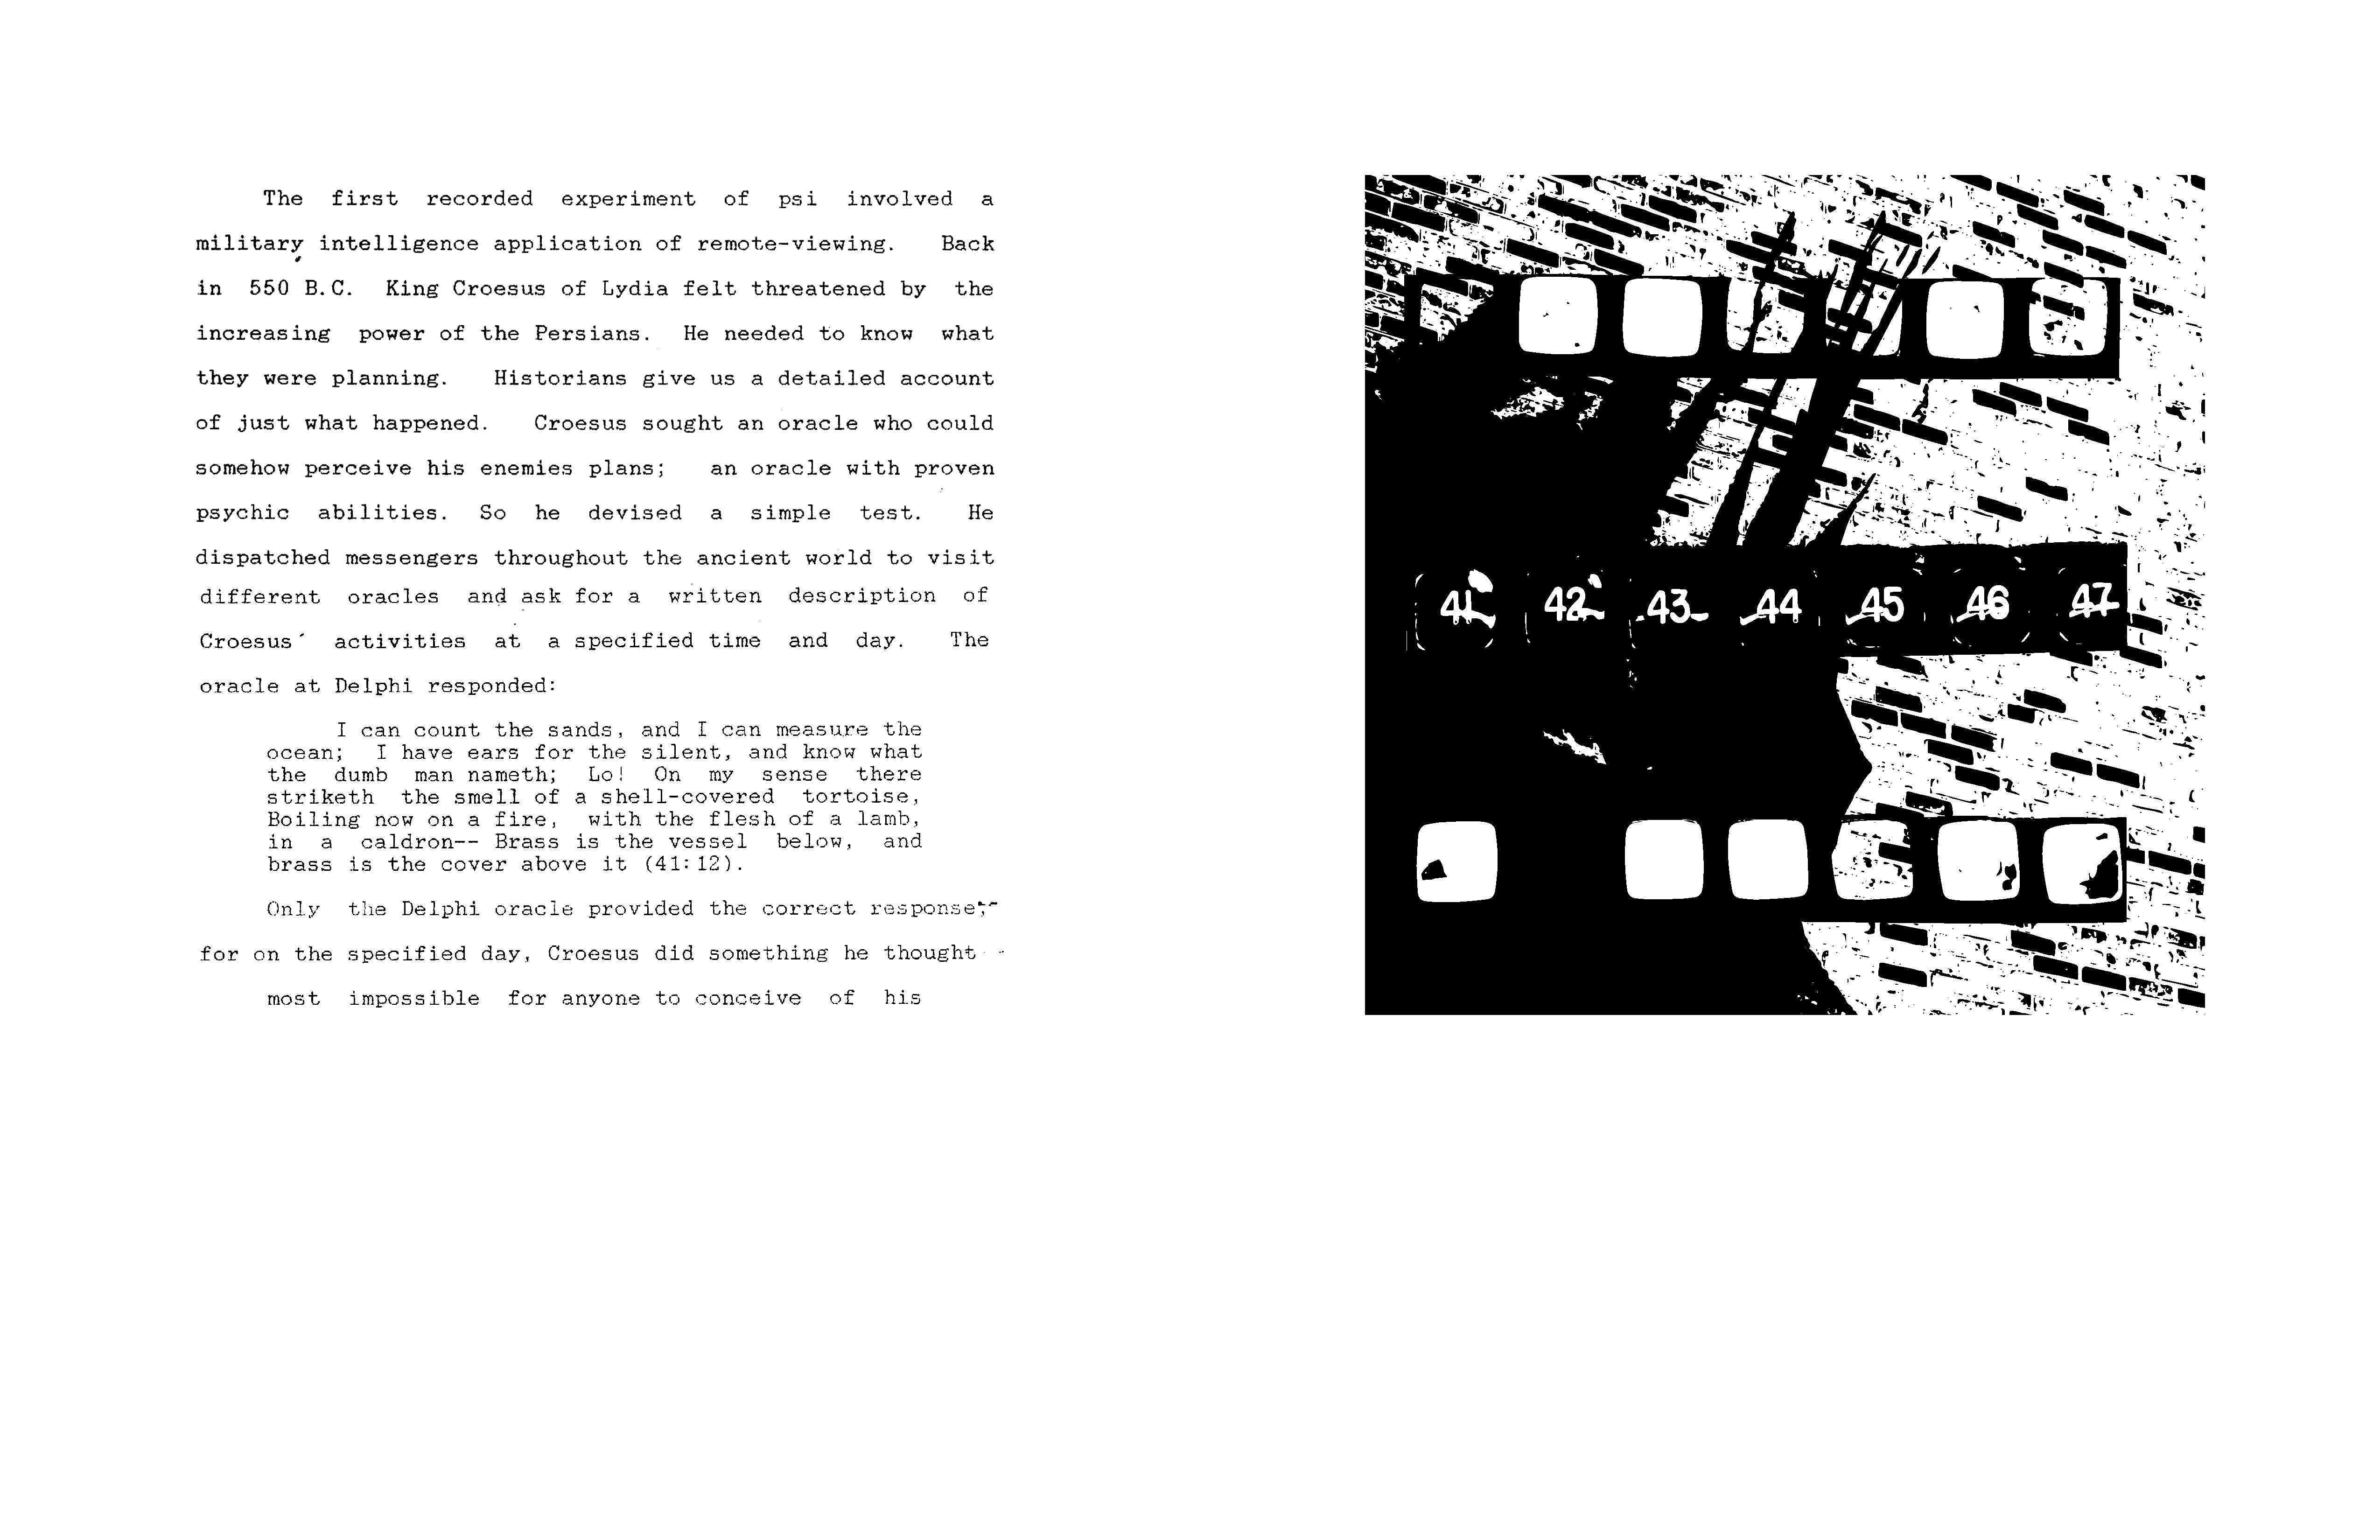 The first recorded experiment of psi involved a
military intelligence application of remote-viewing. Back
in 550 B.C. King Croesus of Lydia felt threatened by the
increasing power of the Persians. He needed to know what
they were planning. Historians give us a detailed account
of just what happened. Croesus sought an oracle who could
somehow perceive his enemies plans; an oracle with proven
psychic abilities. So he devised a simple test. He
dispatched messengers throughout the ancient world to visit
different oracles and ask for a written description of
Croesus´ activities at a specified time and day. The
oracle at Delphi responded:
I can count the sands, and I can measure the
ocean; I have ears for the silent, and know what
the dumb man nameth; Lo! On my sense there
striketh the smell of a shell-covered tortoise,
Boiling now on a fire, with the flesh of a lamb,
in a caldron-- Brass is the vessel below, and
brass is the cover above it (41:12).
Only the Delphi oracle provided the correct response;
for on the specified day, Croesus did something he thought
most impossible for anyone to conceive of his
41 42 43 44 45 46 47